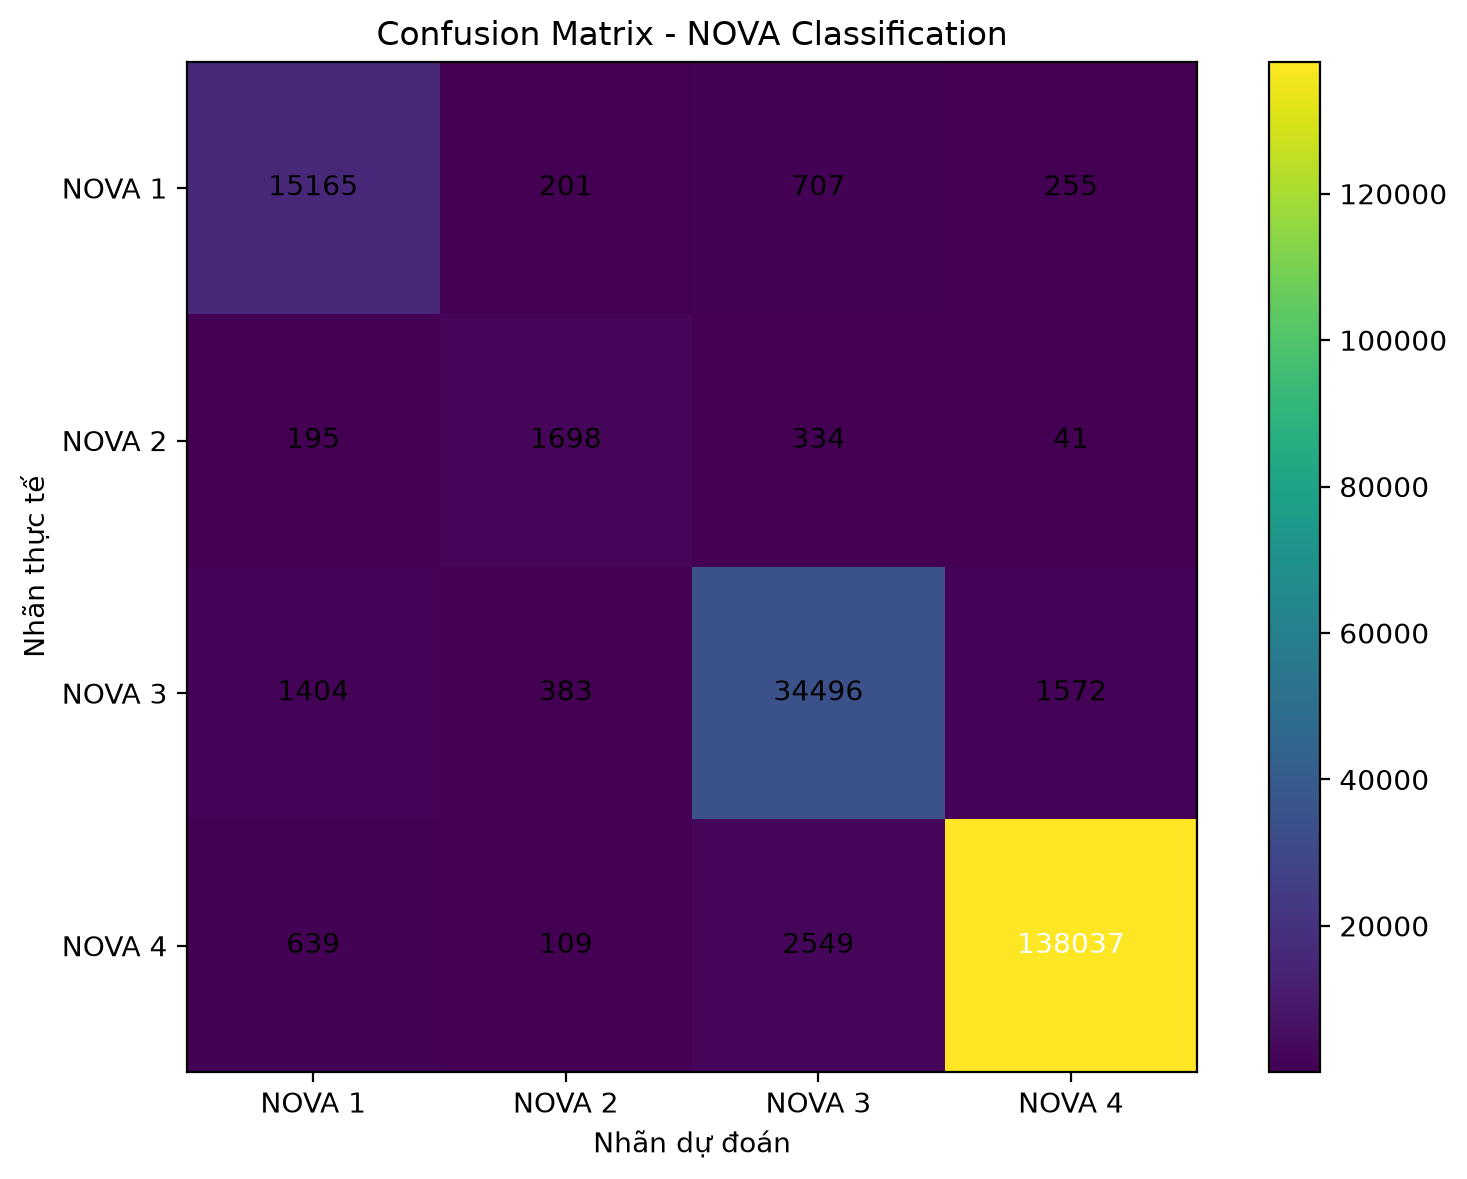 Confusion Matrix - NOVA Classification
NOVA 1 15165 201 707 255
NOVA 2 195 1698 334 41
NOVA 3 1404 383 34496 1572
NOVA 4 639 109 2549 138037
NOVA 1 NOVA 2 NOVA 3 NOVA 4
Nhãn dự đoán
Nhãn thực tế
120000
100000
80000
60000
40000
20000